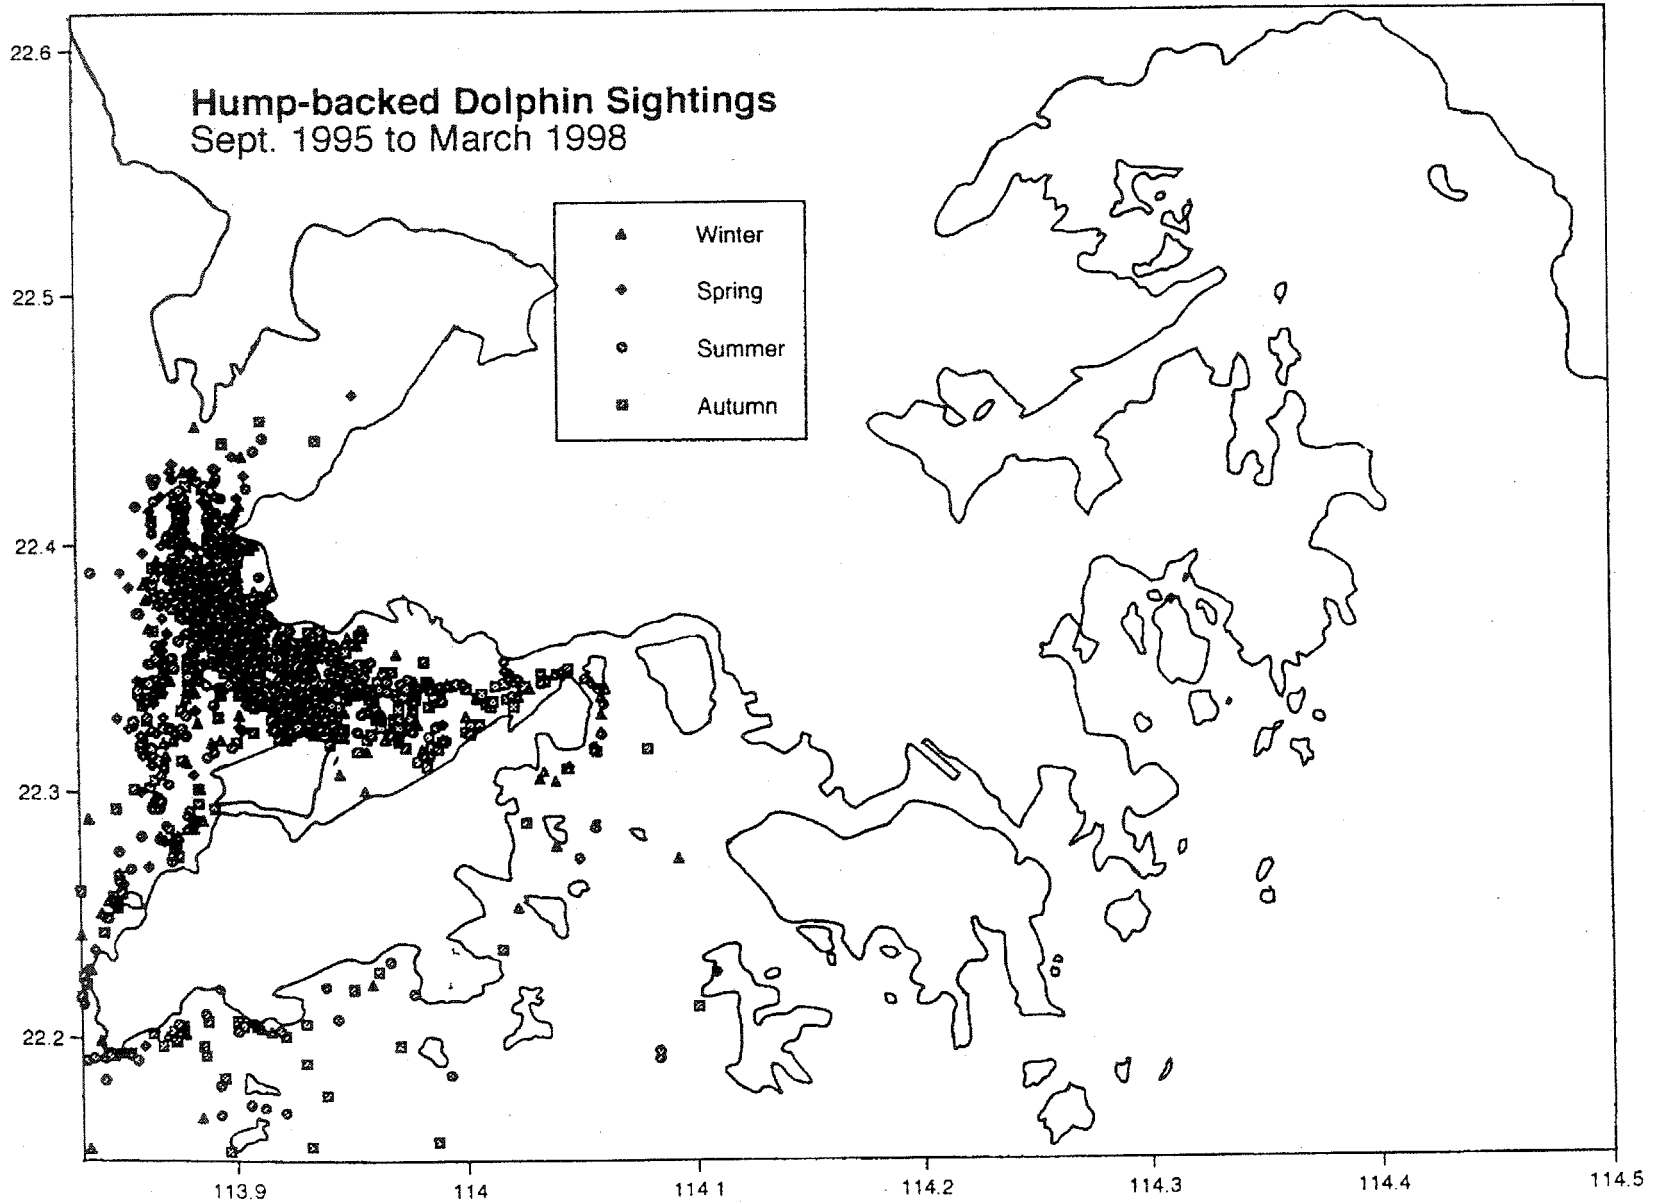 Hump-backed Dolphin Sightings
Sept. 1995 to March 1998
Winter
Spring
Summer
Autumn
22.6
22.5
22.4
22.3
22.2
113.9
114
114.1
114.2
114.3
114.4
114.5